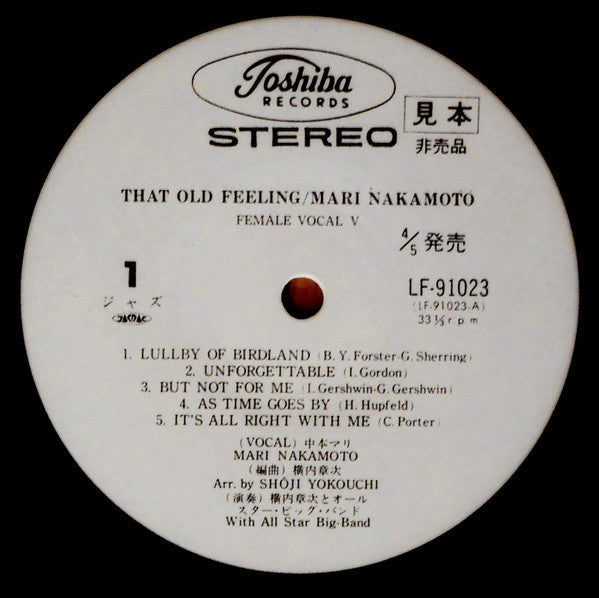 Toshiba
RECORDS
STEREO
見本
非売品
THAT OLD FEELING/MARI NAKAMOTO
FEMALE VOCAL V
4/5 発売
1
ジャズ
JASRAC
LF-91023
(LF-91023-A)
33⅓ r.p.m
1. LULLBY OF BIRDLAND (B. Y. Forster-G. Sherring)
2. UNFORGETTABLE (I. Gordon)
3. BUT NOT FOR ME (I. Gershwin-G. Gershwin)
4. AS TIME GOES BY (H. Hupfeld)
5. IT'S ALL RIGHT WITH ME (C. Porter)
(VOCAL) 中本マリ
MARI NAKAMOTO
(編曲) 横内章次
Arr. by SHŌJI YOKOUCHI
(演奏) 横内章次とオール
スター・ビッグ・バンド
With All Star Big-Band